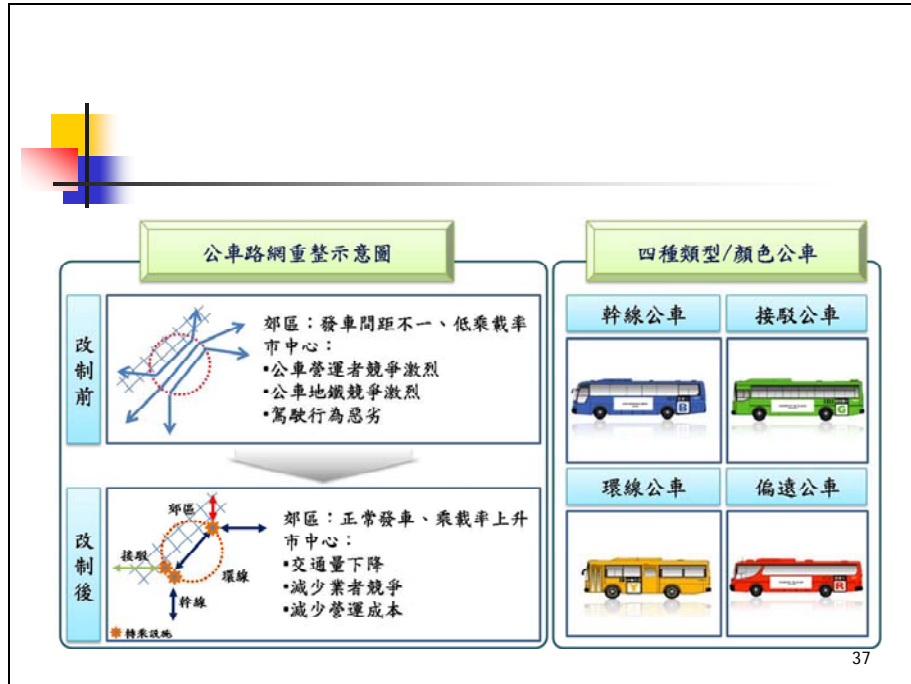 公車路網重整示意圖
改制前
郊區：發車間距不一、低乘載率
市中心：
▪公車營運者競爭激烈
▪公車地鐵競爭激烈
▪駕駛行為惡劣
改制後
郊區
接駁
環線
幹線
轉乘設施
郊區：正常發車、乘載率上升
市中心：
▪交通量下降
▪減少業者競爭
▪減少營運成本
四種類型/顏色公車
幹線公車
接駁公車
B
G
環線公車
偏遠公車
Y
R
37